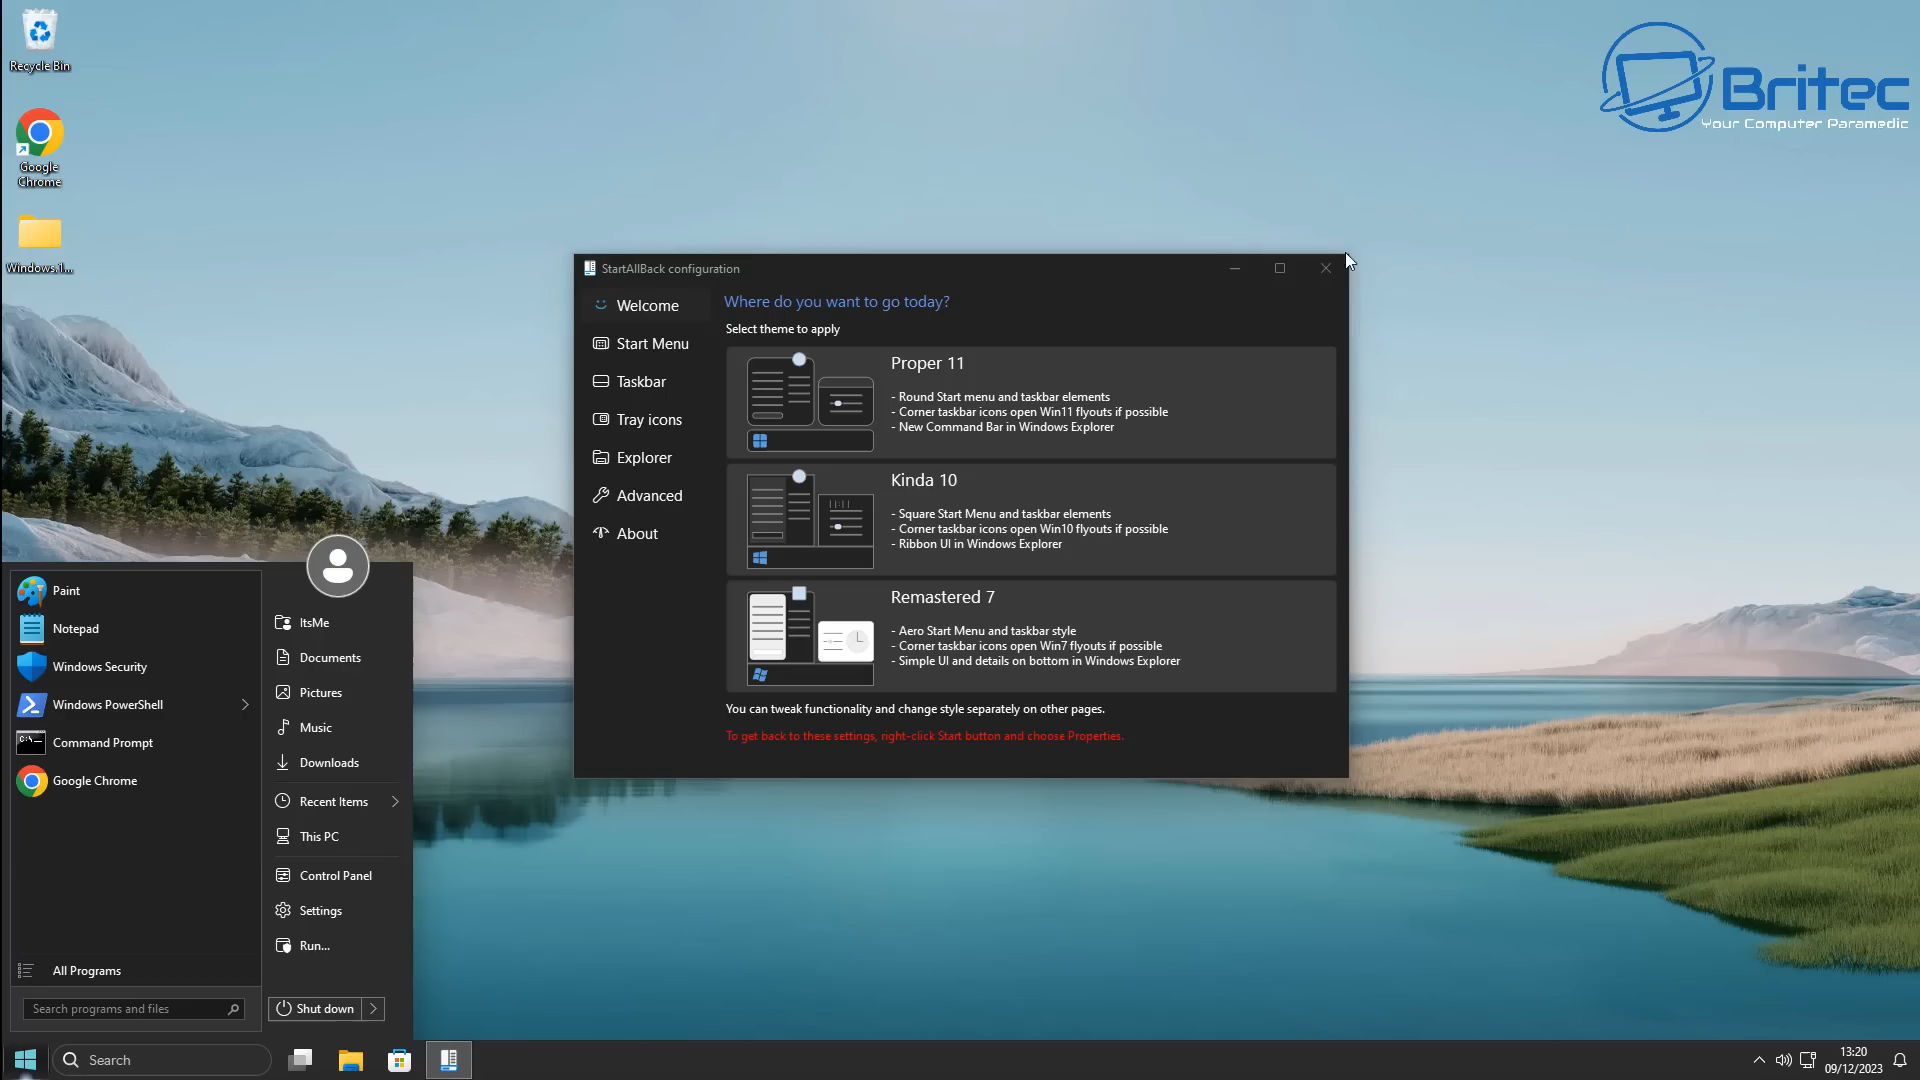 Recycle Bin
Google
Chrome
Windows.1...
Britec
Your Computer Paramedic
StartAllBack configuration
Welcome
Start Menu
Taskbar
Tray icons
Explorer
Advanced
About
Where do you want to go today?
Select theme to apply
Proper 11
- Round Start menu and taskbar elements
- Corner taskbar icons open Win11 flyouts if possible
- New Command Bar in Windows Explorer
Kinda 10
- Square Start Menu and taskbar elements
- Corner taskbar icons open Win10 flyouts if possible
- Ribbon UI in Windows Explorer
Remastered 7
- Aero Start Menu and taskbar style
- Corner taskbar icons open Win7 flyouts if possible
- Simple UI and details on bottom in Windows Explorer
You can tweak functionality and change style separately on other pages.
To get back to these settings, right-click Start button and choose Properties.
Paint
Notepad
Windows Security
Windows PowerShell
Command Prompt
Google Chrome
All Programs
Search programs and files
ItsMe
Documents
Pictures
Music
Downloads
Recent Items
This PC
Control Panel
Settings
Run...
Shut down
Search
13:20
09/12/2023